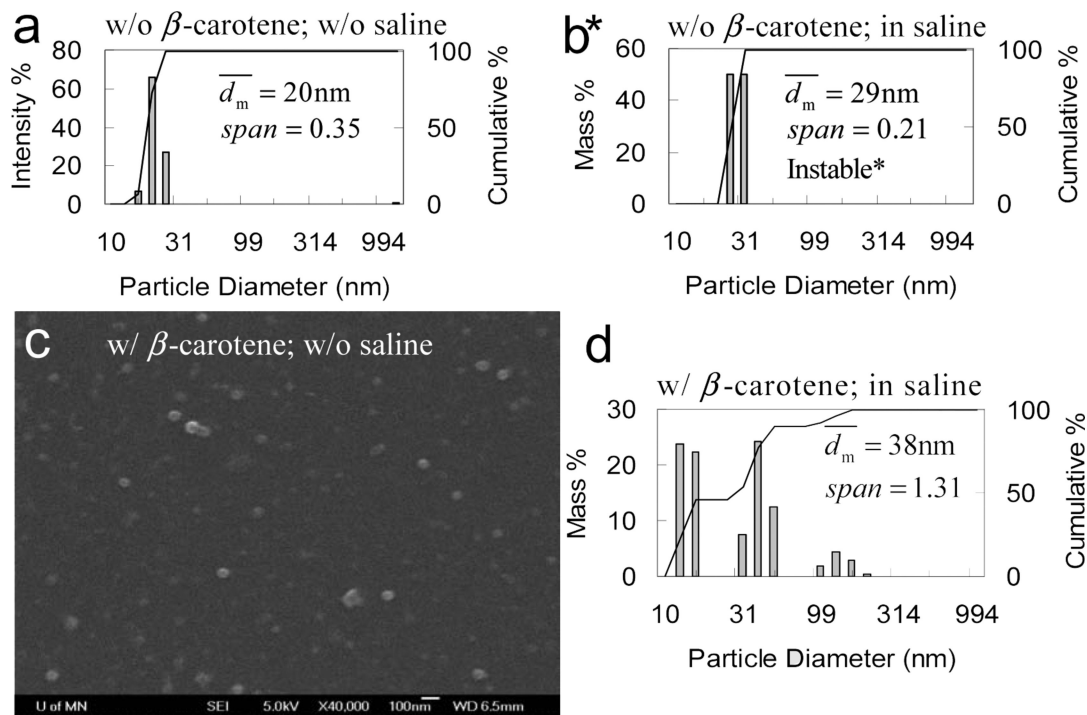 a
w/o β-carotene; w/o saline
80
60
40
20
0
Intensity %
100
50
0
Cumulative %
d̅m = 20nm
span = 0.35
10 31 99 314 994
Particle Diameter (nm)
b*
w/o β-carotene; in saline
60
40
20
0
Mass %
100
50
0
Cumulative %
d̅m = 29nm
span = 0.21
Instable*
10 31 99 314 994
Particle Diameter (nm)
c
w/ β-carotene; w/o saline
U of MN SEI 5.0kV X40,000 100nm WD 6.5mm
d
w/ β-carotene; in saline
30
20
10
0
Mass %
100
50
0
Cumulative %
d̅m = 38nm
span = 1.31
10 31 99 314 994
Particle Diameter (nm)